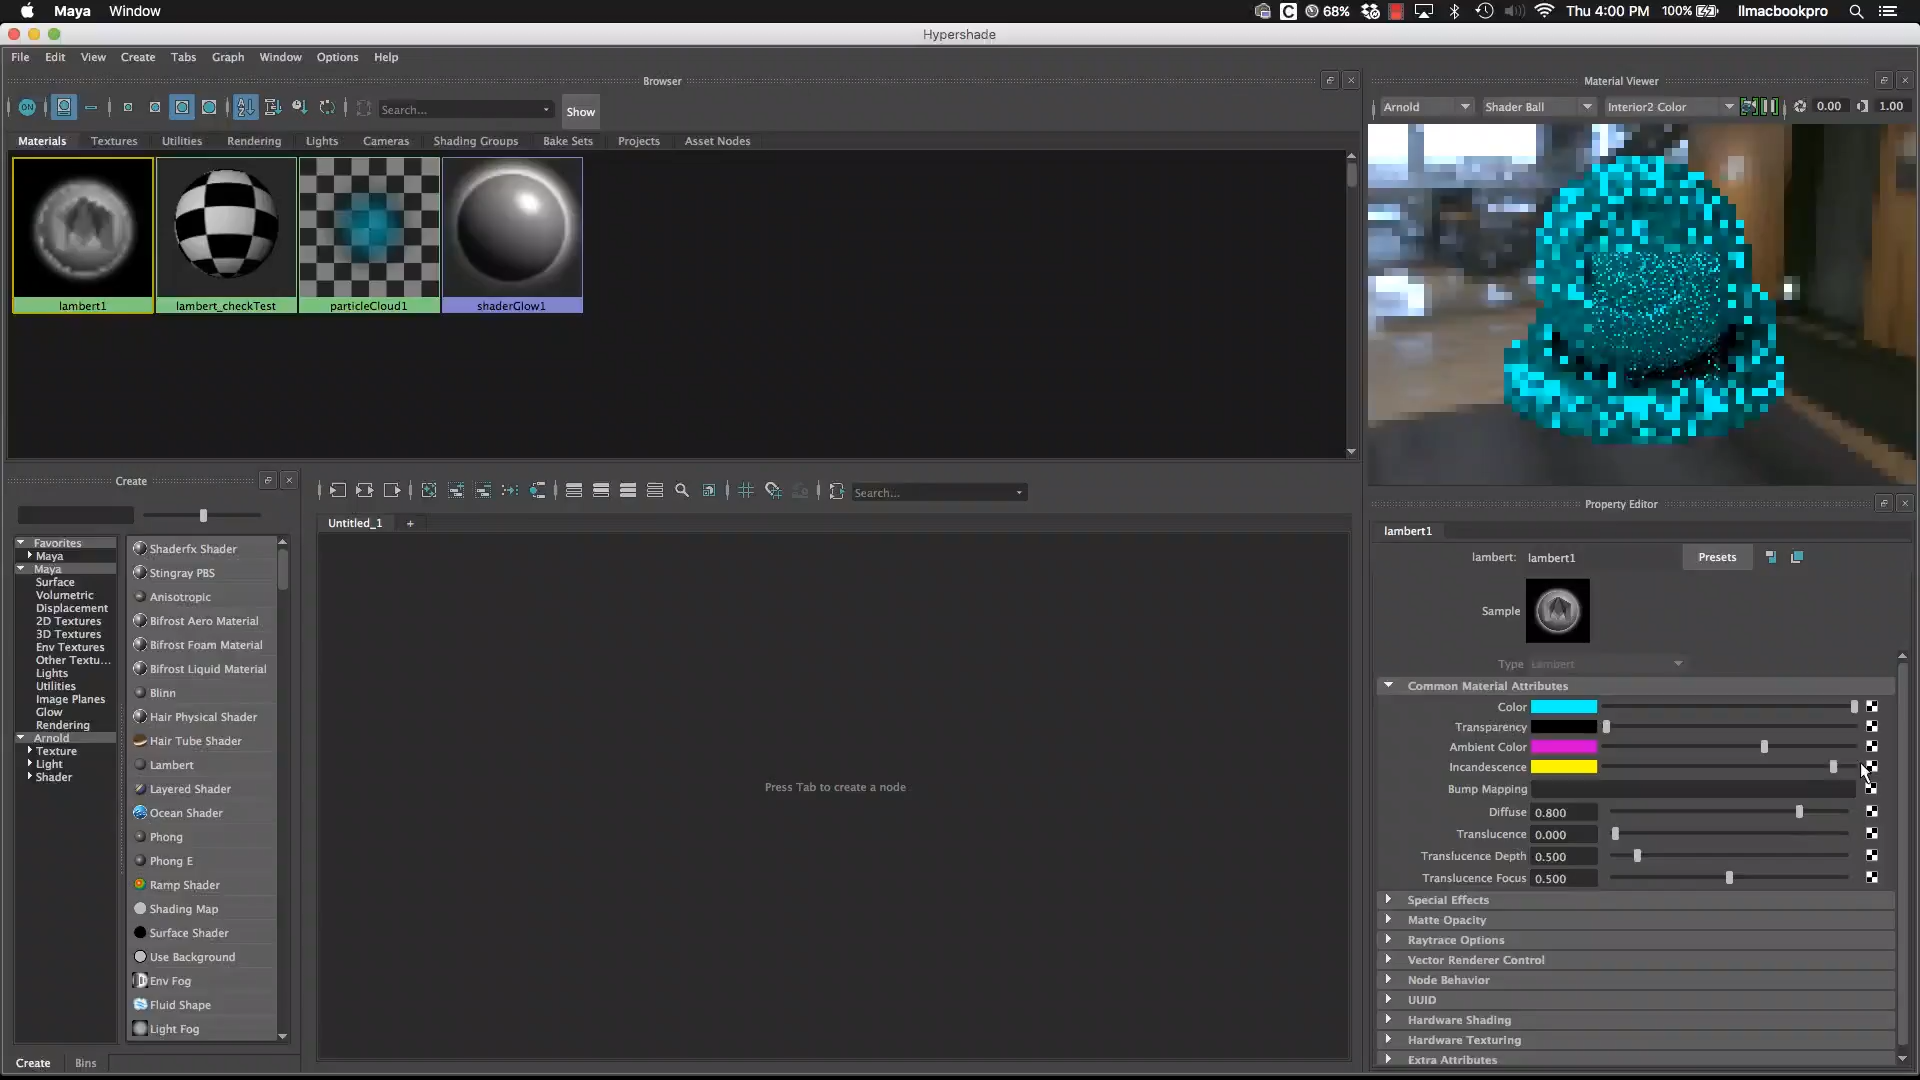 Maya Window 68% Thu 4:00 PM 100% llmacbookpro
Hypershade
File Edit View Create Tabs Graph Window Options Help
Browser
ON Search... Show
Materials Textures Utilities Rendering Lights Cameras Shading Groups Bake Sets Projects Asset Nodes
lambert1 lambert_checkTest particleCloud1 shaderGlow1
Material Viewer
Arnold Shader Ball Interior2 Color 0.00 1.00
Create
Favorites
Maya
Maya
Surface
Volumetric
Displacement
2D Textures
3D Textures
Env Textures
Other Textu...
Lights
Utilities
Image Planes
Glow
Rendering
Arnold
Texture
Light
Shader
Shaderfx Shader
Stingray PBS
Anisotropic
Bifrost Aero Material
Bifrost Foam Material
Bifrost Liquid Material
Blinn
Hair Physical Shader
Hair Tube Shader
Lambert
Layered Shader
Ocean Shader
Phong
Phong E
Ramp Shader
Shading Map
Surface Shader
Use Background
Env Fog
Fluid Shape
Light Fog
Create Bins
Search...
Untitled_1 +
Press Tab to create a node
Property Editor
lambert1
lambert: lambert1 Presets
Sample
Type Lambert
Common Material Attributes
Color
Transparency
Ambient Color
Incandescence
Bump Mapping
Diffuse 0.800
Translucence 0.000
Translucence Depth 0.500
Translucence Focus 0.500
Special Effects
Matte Opacity
Raytrace Options
Vector Renderer Control
Node Behavior
UUID
Hardware Shading
Hardware Texturing
Extra Attributes